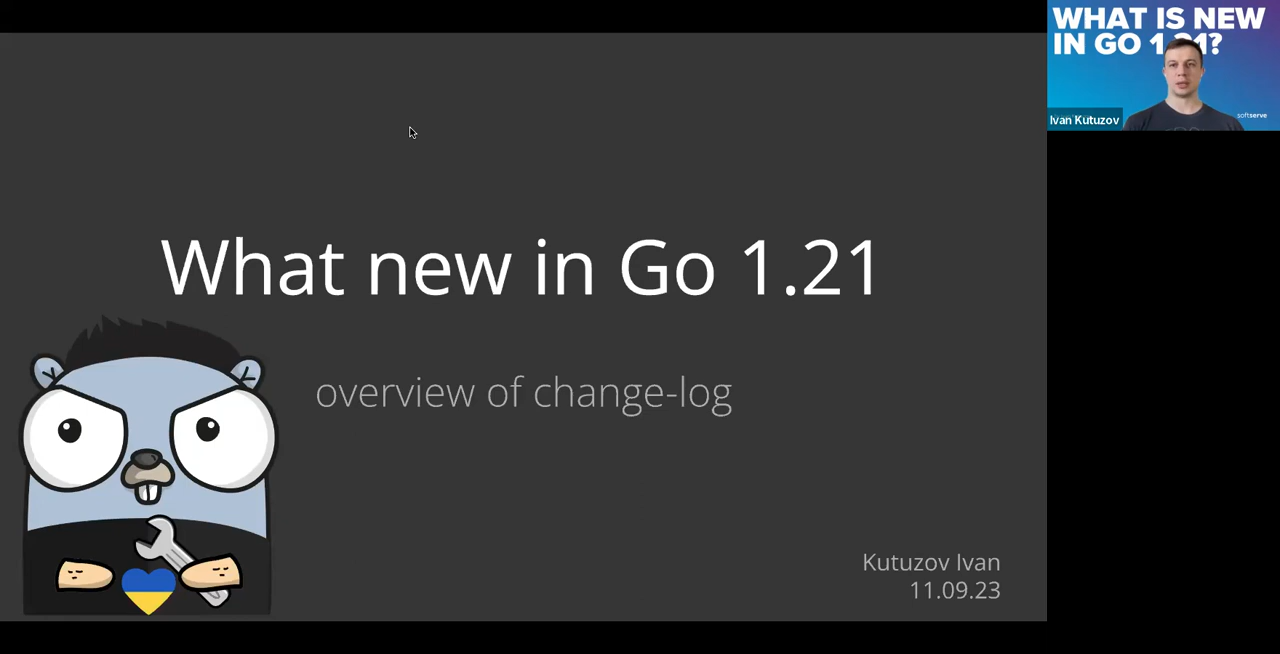 What new in Go 1.21
overview of change-log
Kutuzov Ivan
11.09.23
WHAT IS NEW
IN GO 1.21?
Ivan Kutuzov
softserve